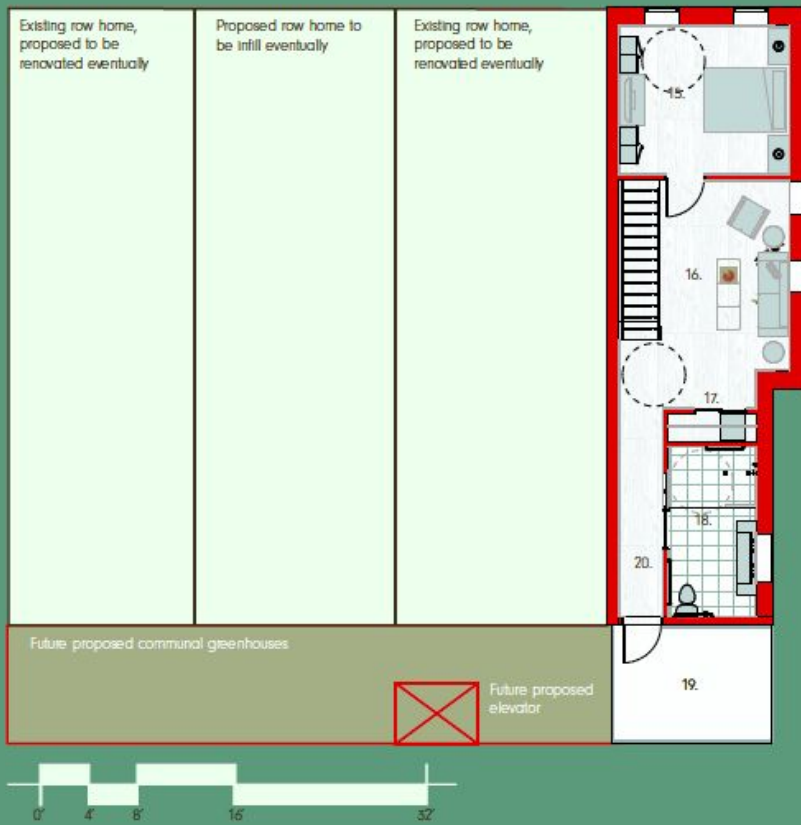 Existing row home,
proposed to be
renovated eventually
Proposed row home to
be infill eventually
Existing row home,
proposed to be
renovated eventually
15.
16.
17.
18.
20.
19.
Future proposed communal greenhouses
Future proposed
elevator
0' 4' 8' 16' 32'